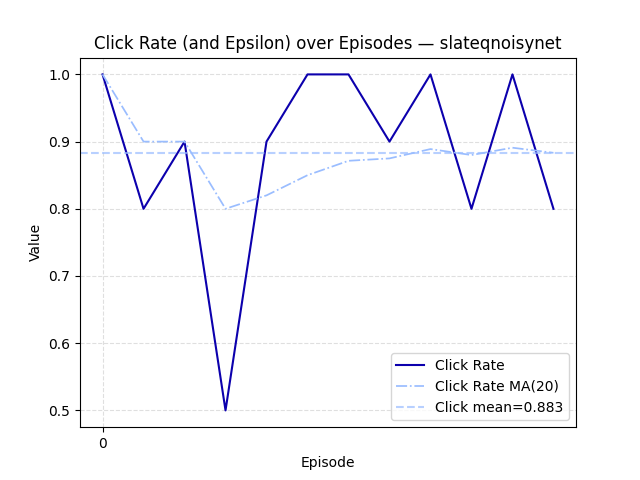 Click Rate (and Epsilon) over Episodes — slateqnoisynet
1.0
0.9
0.8
0.7
0.6
0.5
Value
0
Episode
Click Rate
Click Rate MA(20)
Click mean=0.883